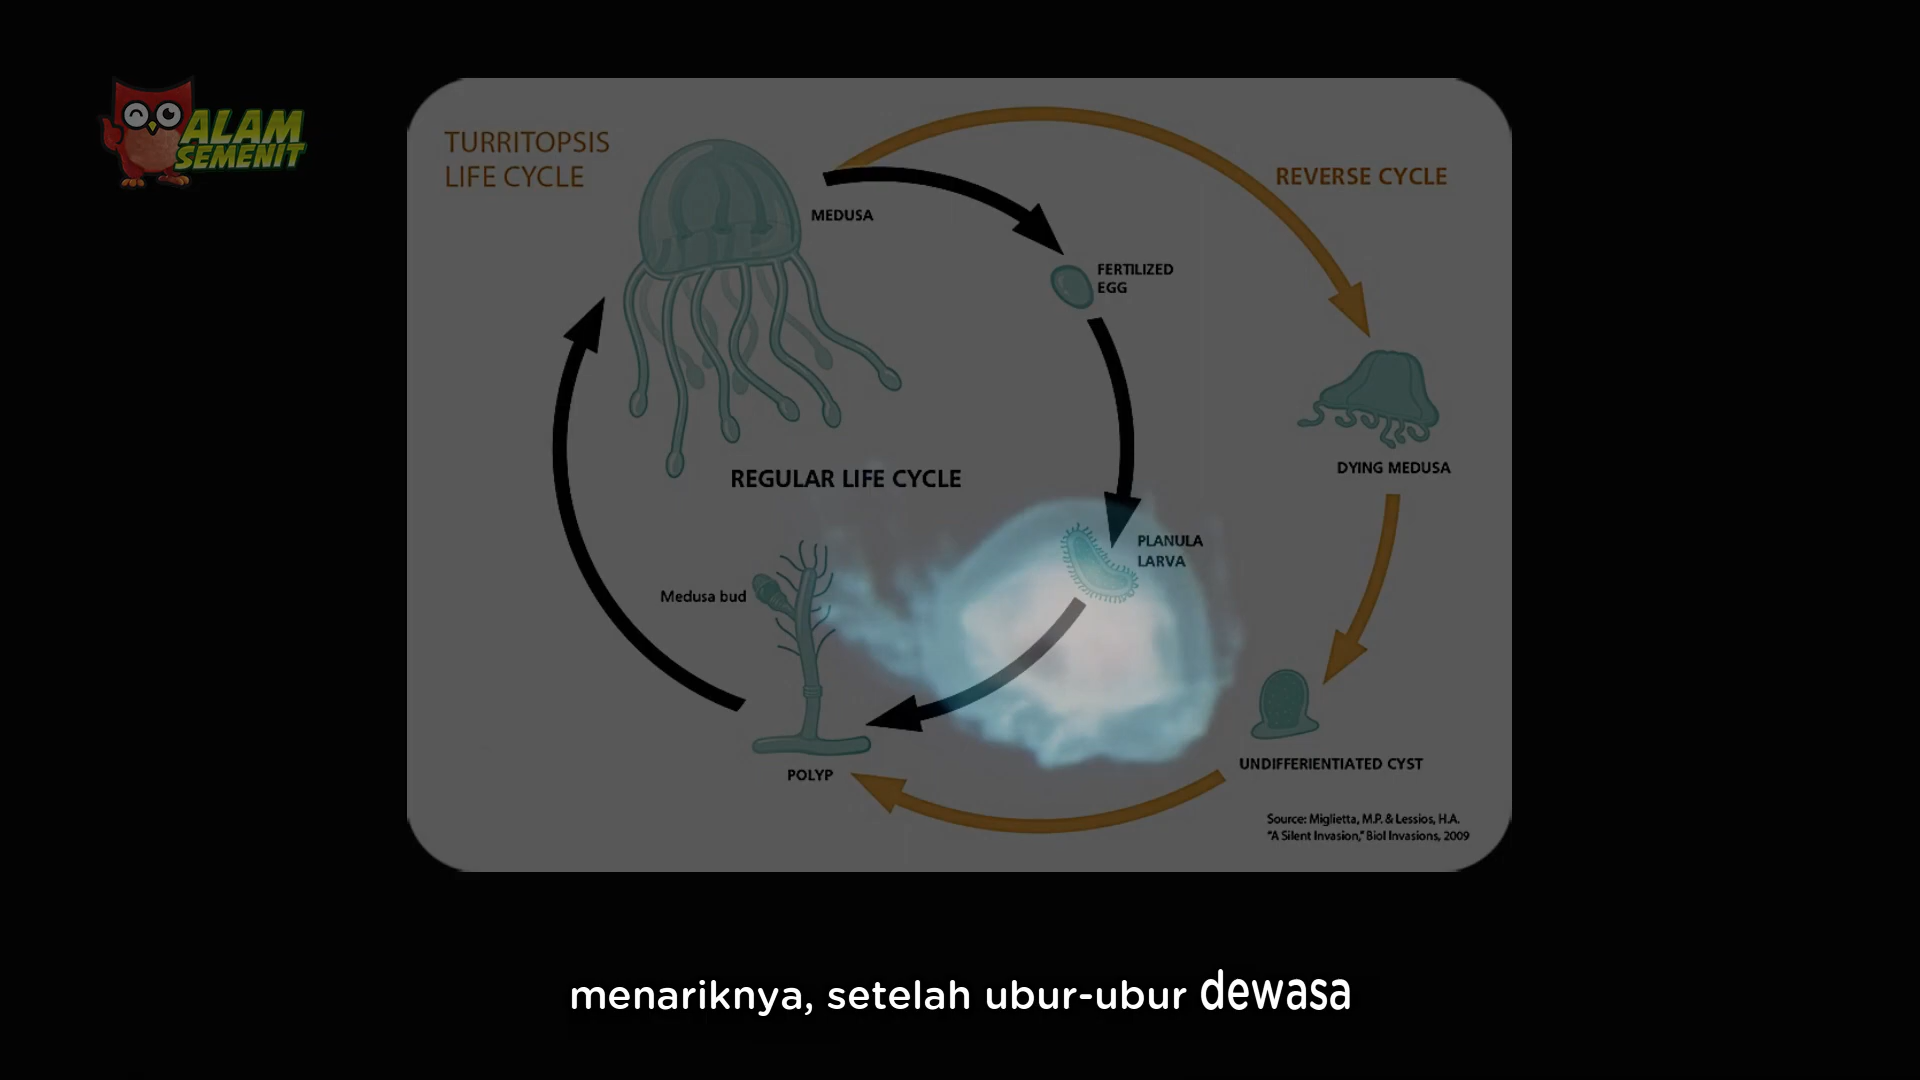 ALAM
SEMENIT
TURRITOPSIS
LIFE CYCLE
REVERSE CYCLE
MEDUSA
FERTILIZED
EGG
DYING MEDUSA
REGULAR LIFE CYCLE
PLANULA
LARVA
Medusa bud
UNDIFFERIENTIATED CYST
POLYP
Source: Miglietta, M.P. & Lessios, H.A.
"A Silent Invasion," Biol Invasions, 2009
menariknya, setelah ubur-ubur dewasa